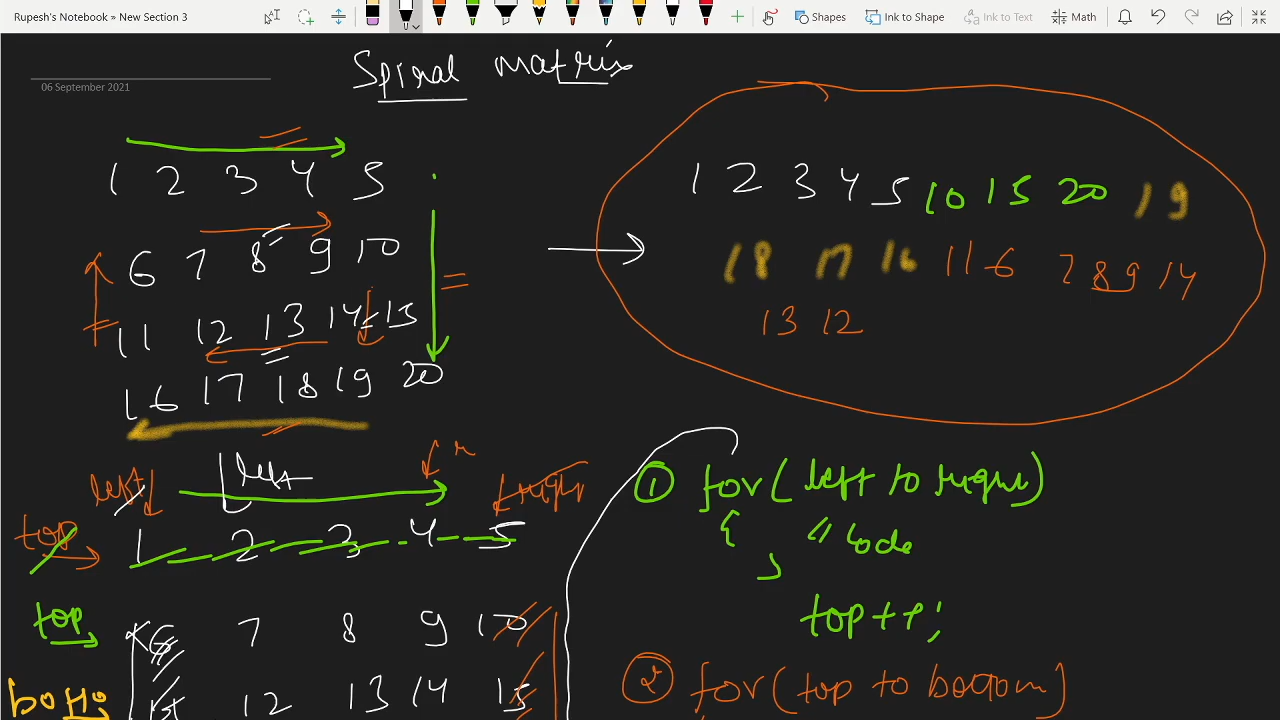 Rupesh's Notebook » New Section 3
Shapes Ink to Shape Ink to Text Math
Spiral matrix
06 September 2021
1 2 3 4 5
6 7 8 9 10
11 12 13 14 15
16 17 18 19 20
1 2 3 4 5 10 15 20 19
18 17 16 11 6 7 8 9 14
13 12
left left r right
top 1 2 3 4 5
top 6 7 8 9 10
12 13 14 15
① for( left to right)
{ // code
}
top++;
② for( top to bottom)